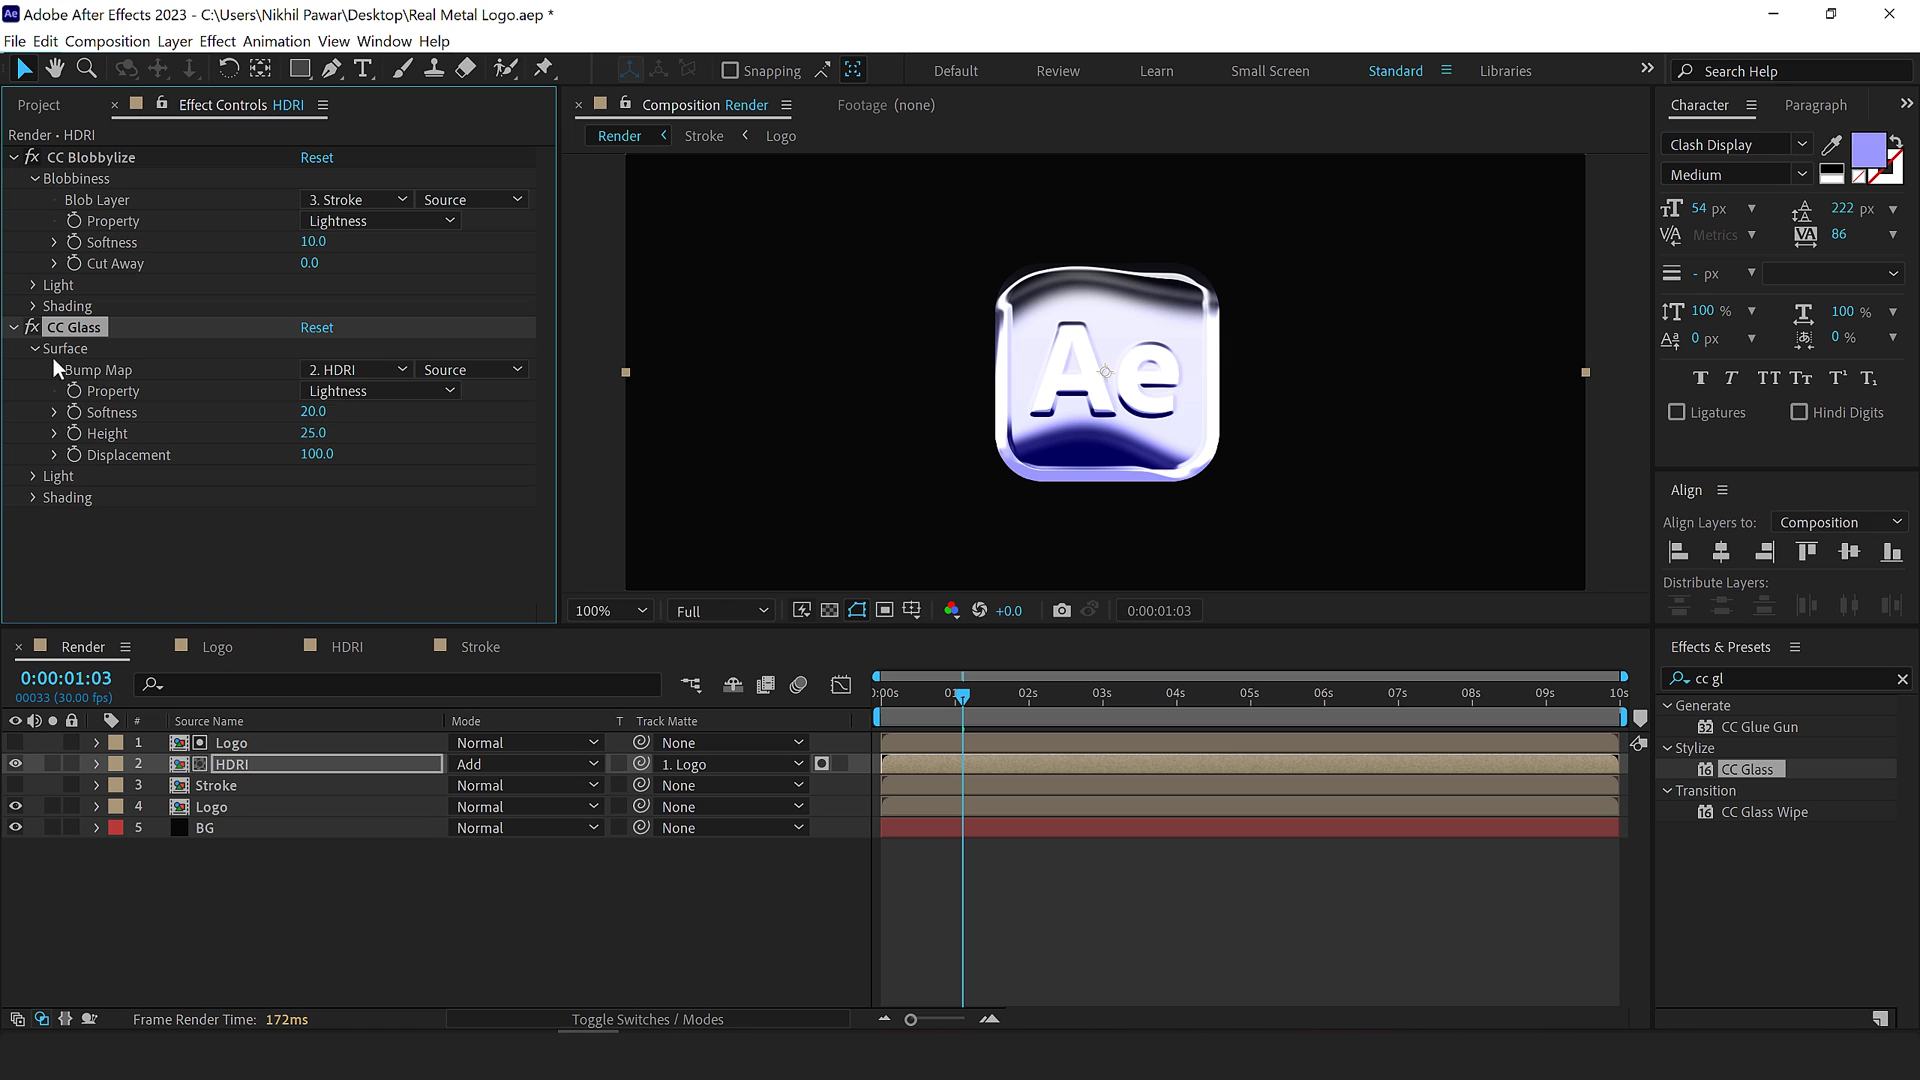 Adobe After Effects 2023 - C:\Users\Nikhil Pawar\Desktop\Real Metal Logo.aep *
File Edit Composition Layer Effect Animation View Window Help
Snapping
Default Review Learn Small Screen Standard Libraries
Search Help
Project
Effect Controls HDRI
Render • HDRI
CC Blobbylize Reset
Blobbiness
Blob Layer 3. Stroke Source
Property Lightness
Softness 10.0
Cut Away 0.0
Light
Shading
CC Glass Reset
Surface
Bump Map 2. HDRI Source
Property Lightness
Softness 20.0
Height 25.0
Displacement 100.0
Light
Shading
Composition Render
Footage (none)
Render Stroke Logo
Ae
100% Full +0.0 0:00:01:03
Character Paragraph
Clash Display
Medium
54 px 222 px
Metrics 86
- px
100 % 100 %
0 px 0 %
T T TT Tr T¹ T₁
Ligatures Hindi Digits
Align
Align Layers to: Composition
Distribute Layers:
Effects & Presets
cc gl
Generate
CC Glue Gun
Stylize
CC Glass
Transition
CC Glass Wipe
Render Logo HDRI Stroke
0:00:01:03
00033 (30.00 fps)
):00s 01 02s 03s 04s 05s 06s 07s 08s 09s 10s
# Source Name Mode T Track Matte
1 Logo Normal None
2 HDRI Add 1. Logo
3 Stroke Normal None
4 Logo Normal None
5 BG Normal None
Frame Render Time: 172ms
Toggle Switches / Modes